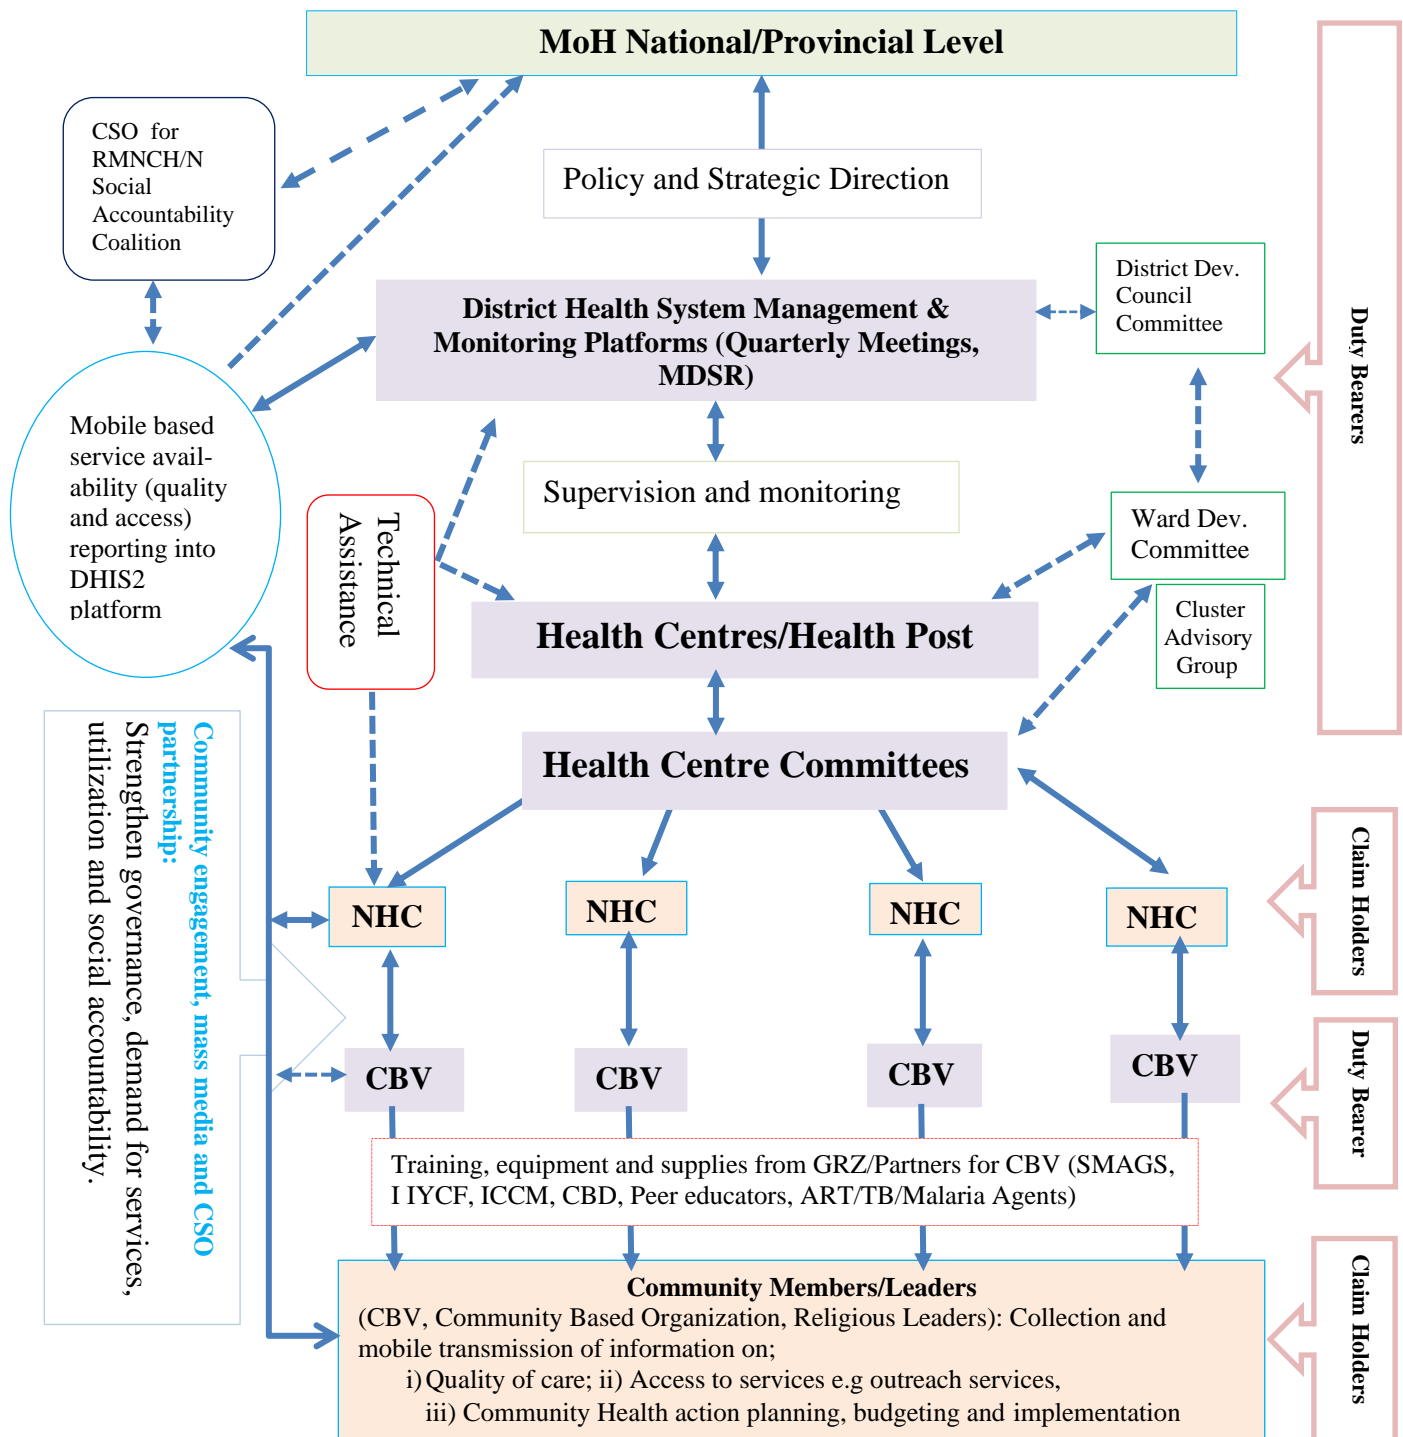 MoH National/Provincial Level
CSO for
RMNCH/N
Social
Accountability
Coalition
Policy and Strategic Direction
District Health System Management &
Monitoring Platforms (Quarterly Meetings,
MDSR)
District Dev.
Council
Committee
Duty Bearers
Mobile based
service avail-
ability (quality
and access)
reporting into
DHIS2
platform
Technical
Assistance
Supervision and monitoring
Ward Dev.
Committee
Cluster
Advisory
Group
Health Centres/Health Post
Health Centre Committees
Community engagement, mass media and CSO
partnership:
Strengthen governance, demand for services,
utilization and social accountability.
NHC
NHC
NHC
NHC
Claim Holders
CBV
CBV
CBV
CBV
Duty Bearer
Training, equipment and supplies from GRZ/Partners for CBV (SMAGS,
I IYCF, ICCM, CBD, Peer educators, ART/TB/Malaria Agents)
Community Members/Leaders
(CBV, Community Based Organization, Religious Leaders): Collection and
mobile transmission of information on;
i) Quality of care; ii) Access to services e.g outreach services,
iii) Community Health action planning, budgeting and implementation
Claim Holders